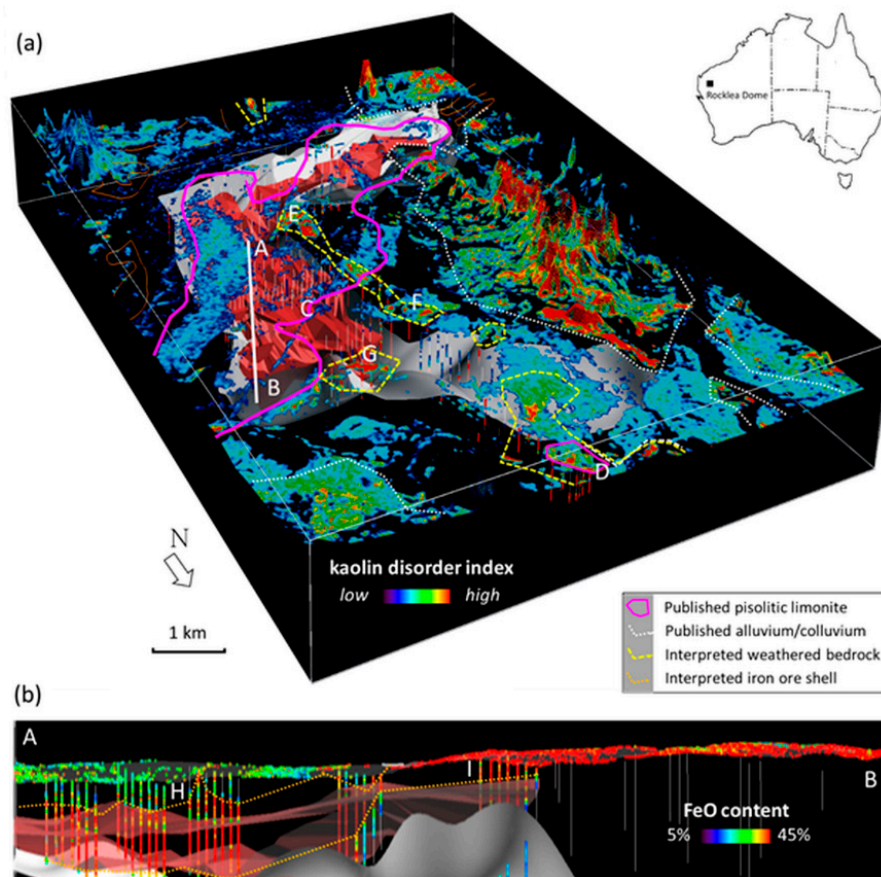 (a)
Rocklea Dome
E
A
C
F
G
B
D
N
1 km
kaolin disorder index
low high
Published pisolitic limonite
Published alluvium/colluvium
Interpreted weathered bedrock
Interpreted iron ore shell
(b)
A
H
I
B
FeO content
5% 45%